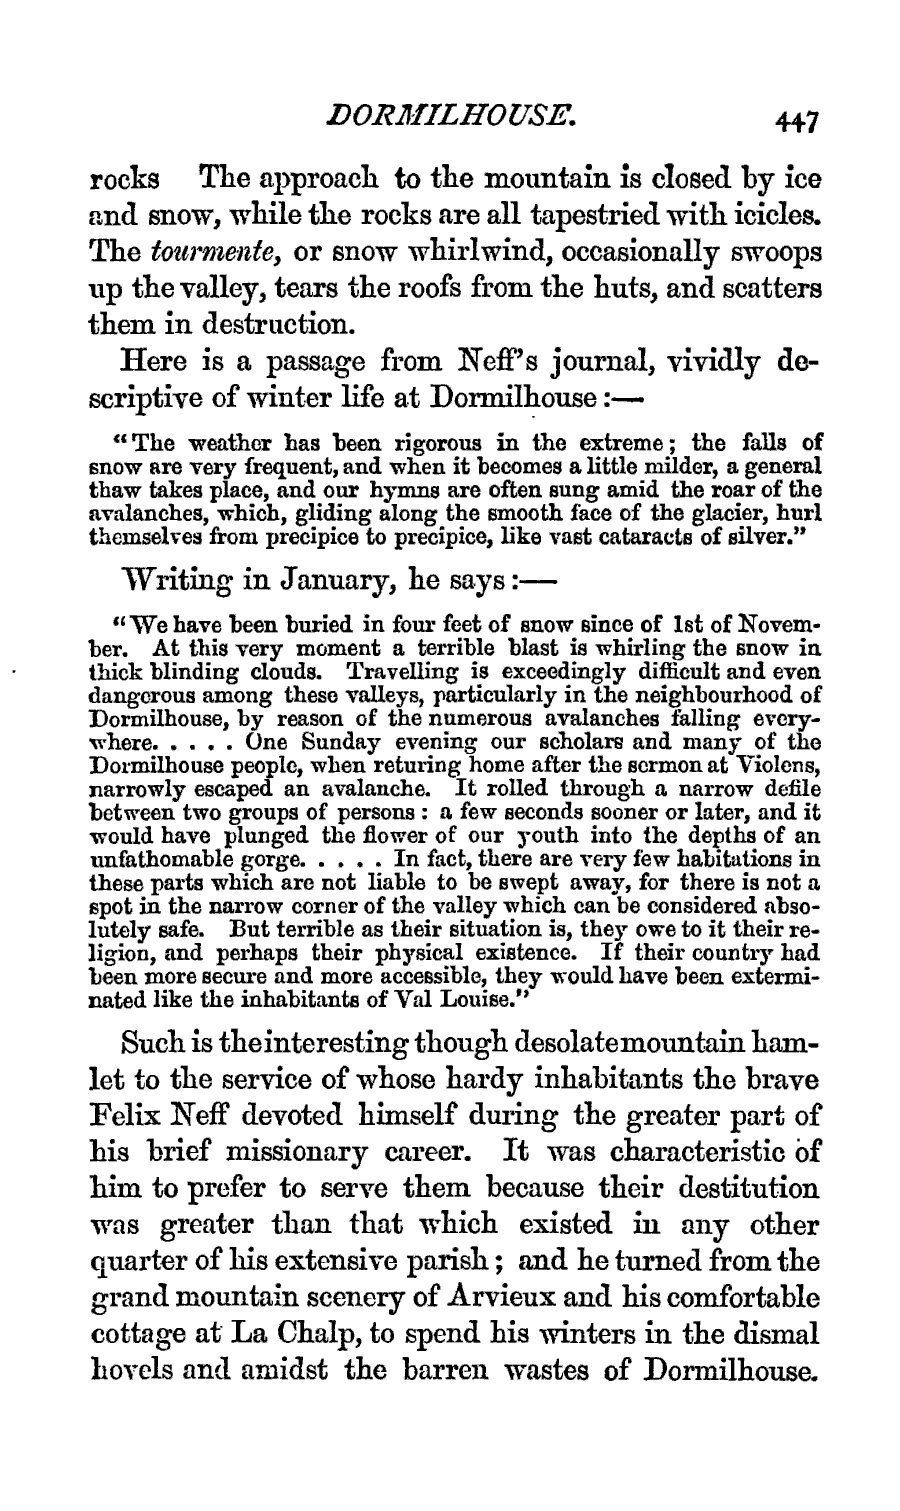 DORMILHOUSE. 447
rocks The approach to the mountain is closed by ice
and snow, while the rocks are all tapestried with icicles.
The tourmente, or snow whirlwind, occasionally swoops
up the valley, tears the roofs from the huts, and scatters
them in destruction.
Here is a passage from Neff's journal, vividly de-
scriptive of winter life at Dormilhouse :—
"The weather has been rigorous in the extreme; the falls of
snow are very frequent, and when it becomes a little milder, a general
thaw takes place, and our hymns are often sung amid the roar of the
avalanches, which, gliding along the smooth face of the glacier, hurl
themselves from precipice to precipice, like vast cataracts of silver."
Writing in January, he says :—
"We have been buried in four feet of snow since of 1st of Novem-
ber. At this very moment a terrible blast is whirling the snow in
thick blinding clouds. Travelling is exceedingly difficult and even
dangerous among these valleys, particularly in the neighbourhood of
Dormilhouse, by reason of the numerous avalanches falling every-
where. . . . . One Sunday evening our scholars and many of the
Dormilhouse people, when returing home after the sermon at Violens,
narrowly escaped an avalanche. It rolled through a narrow defile
between two groups of persons : a few seconds sooner or later, and it
would have plunged the flower of our youth into the depths of an
unfathomable gorge. . . . . In fact, there are very few habitations in
these parts which are not liable to be swept away, for there is not a
spot in the narrow corner of the valley which can be considered abso-
lutely safe. But terrible as their situation is, they owe to it their re-
ligion, and perhaps their physical existence. If their country had
been more secure and more accessible, they would have been extermi-
nated like the inhabitants of Val Louise."
Such is the interesting though desolate mountain ham-
let to the service of whose hardy inhabitants the brave
Felix Neff devoted himself during the greater part of
his brief missionary career. It was characteristic of
him to prefer to serve them because their destitution
was greater than that which existed in any other
quarter of his extensive parish; and he turned from the
grand mountain scenery of Arvieux and his comfortable
cottage at La Chalp, to spend his winters in the dismal
hovels and amidst the barren wastes of Dormilhouse.